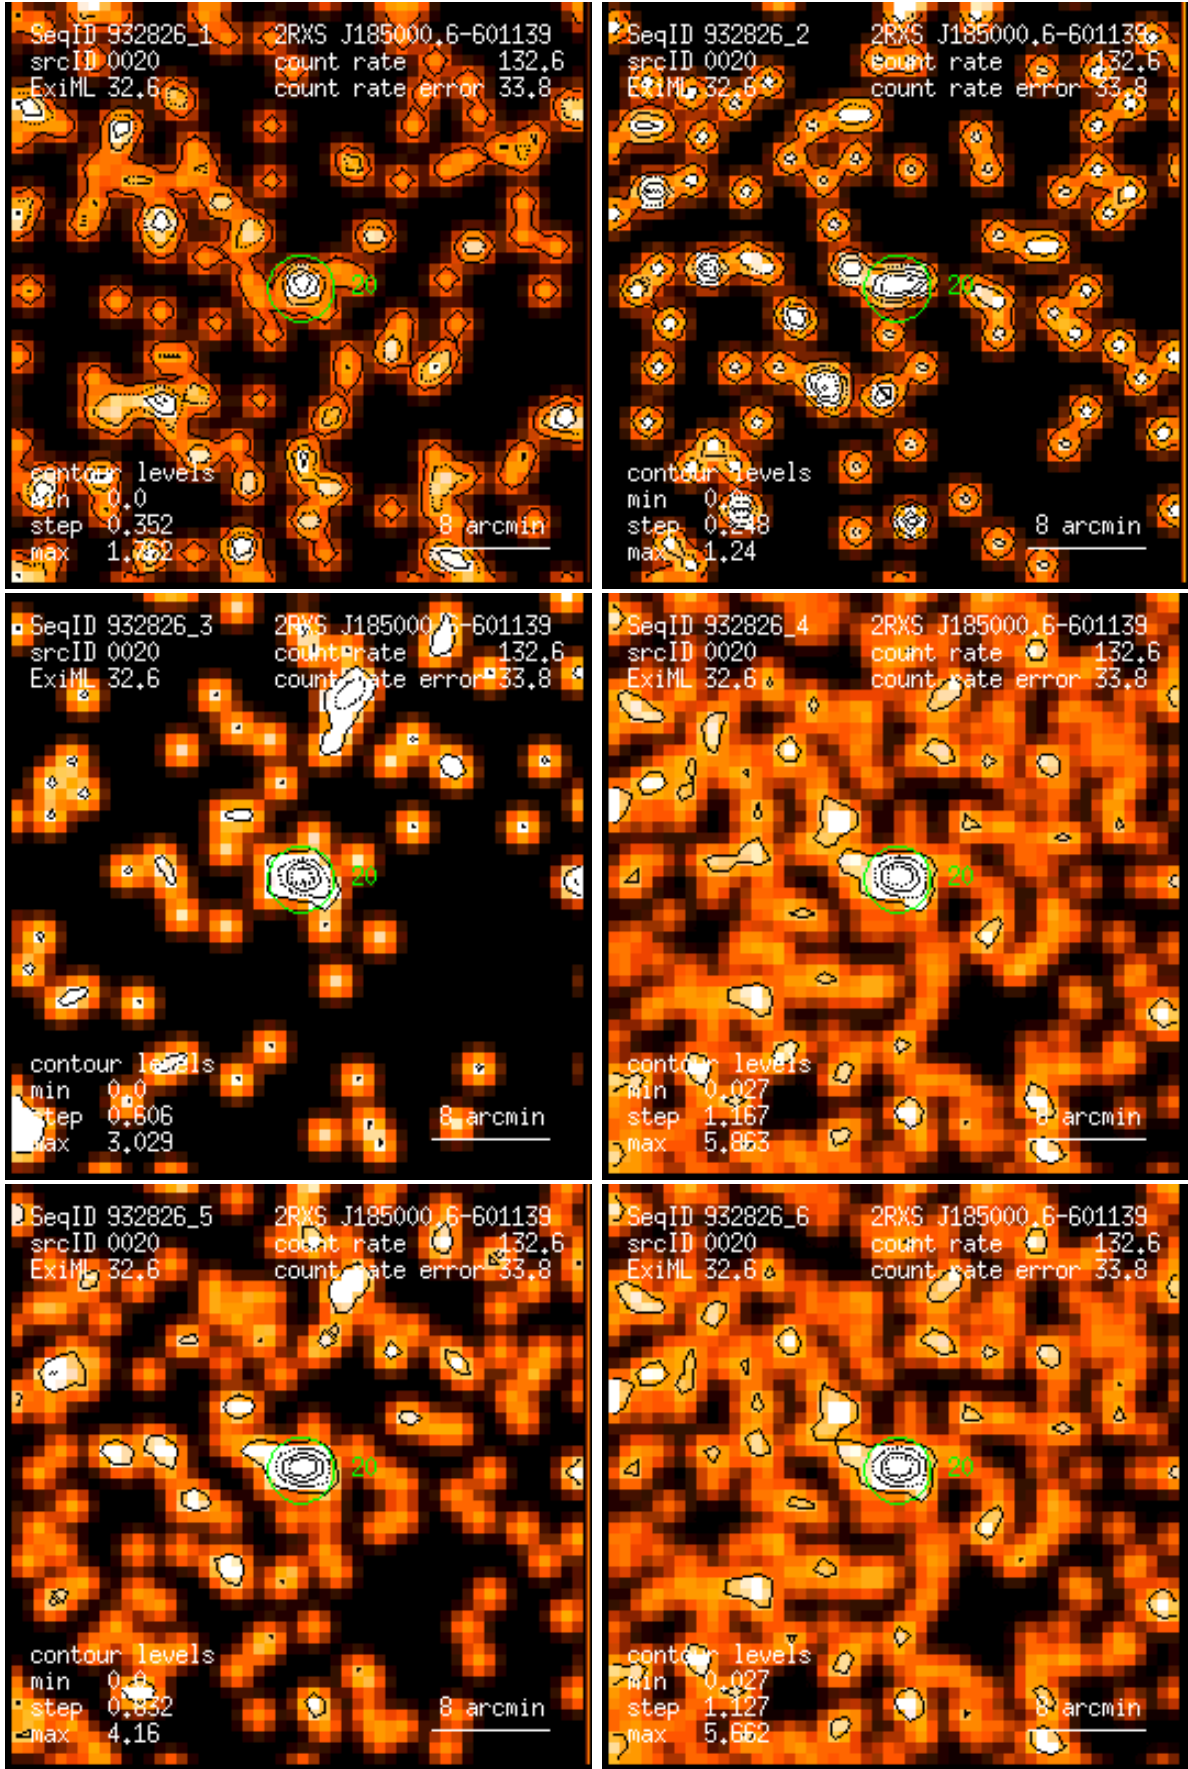 SeqID 932826_1 2RXS J185000.6-601139
srcID 0020 count rate 132.6
ExiML 32.6 count rate error 33.8
20
contour levels
min 0.0
step 0.352
max 1.762
8 arcmin
SeqID 932826_2 2RXS J185000.6-601139
srcID 0020 count rate 132.6
ExiML 32.6 count rate error 33.8
20
contour levels
min 0.0
step 0.248
max 1.24
8 arcmin
SeqID 932826_3 2RXS J185000.6-601139
srcID 0020 count rate 132.6
ExiML 32.6 count rate error 33.8
20
contour levels
min 0.0
step 0.606
max 3.029
8 arcmin
SeqID 932826_4 2RXS J185000.6-601139
srcID 0020 count rate 132.6
ExiML 32.6 count rate error 33.8
20
contour levels
min 0.027
step 1.167
max 5.863
8 arcmin
SeqID 932826_5 2RXS J185000.6-601139
srcID 0020 count rate 132.6
ExiML 32.6 count rate error 33.8
20
contour levels
min 0.0
step 0.832
max 4.16
8 arcmin
SeqID 932826_6 2RXS J185000.6-601139
srcID 0020 count rate 132.6
ExiML 32.6 count rate error 33.8
20
contour levels
min 0.027
step 1.127
max 5.662
8 arcmin